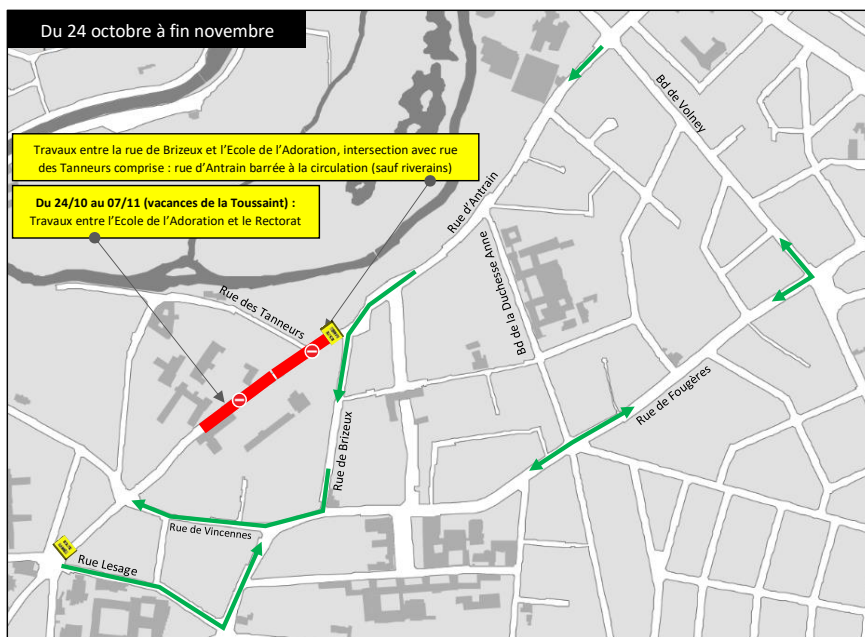 Du 24 octobre à fin novembre
Bd de Volney
Travaux entre la rue de Brizeux et l’Ecole de l’Adoration, intersection avec rue
des Tanneurs comprise : rue d’Antrain barrée à la circulation (sauf riverains)
Du 24/10 au 07/11 (vacances de la Toussaint) :
Travaux entre l’Ecole de l’Adoration et le Rectorat
Rue d’Antrain
Bd de la Duchesse Anne
Rue des Tanneurs
Rue de Fougères
Rue de Brizeux
Rue de Vincennes
Rue Lesage